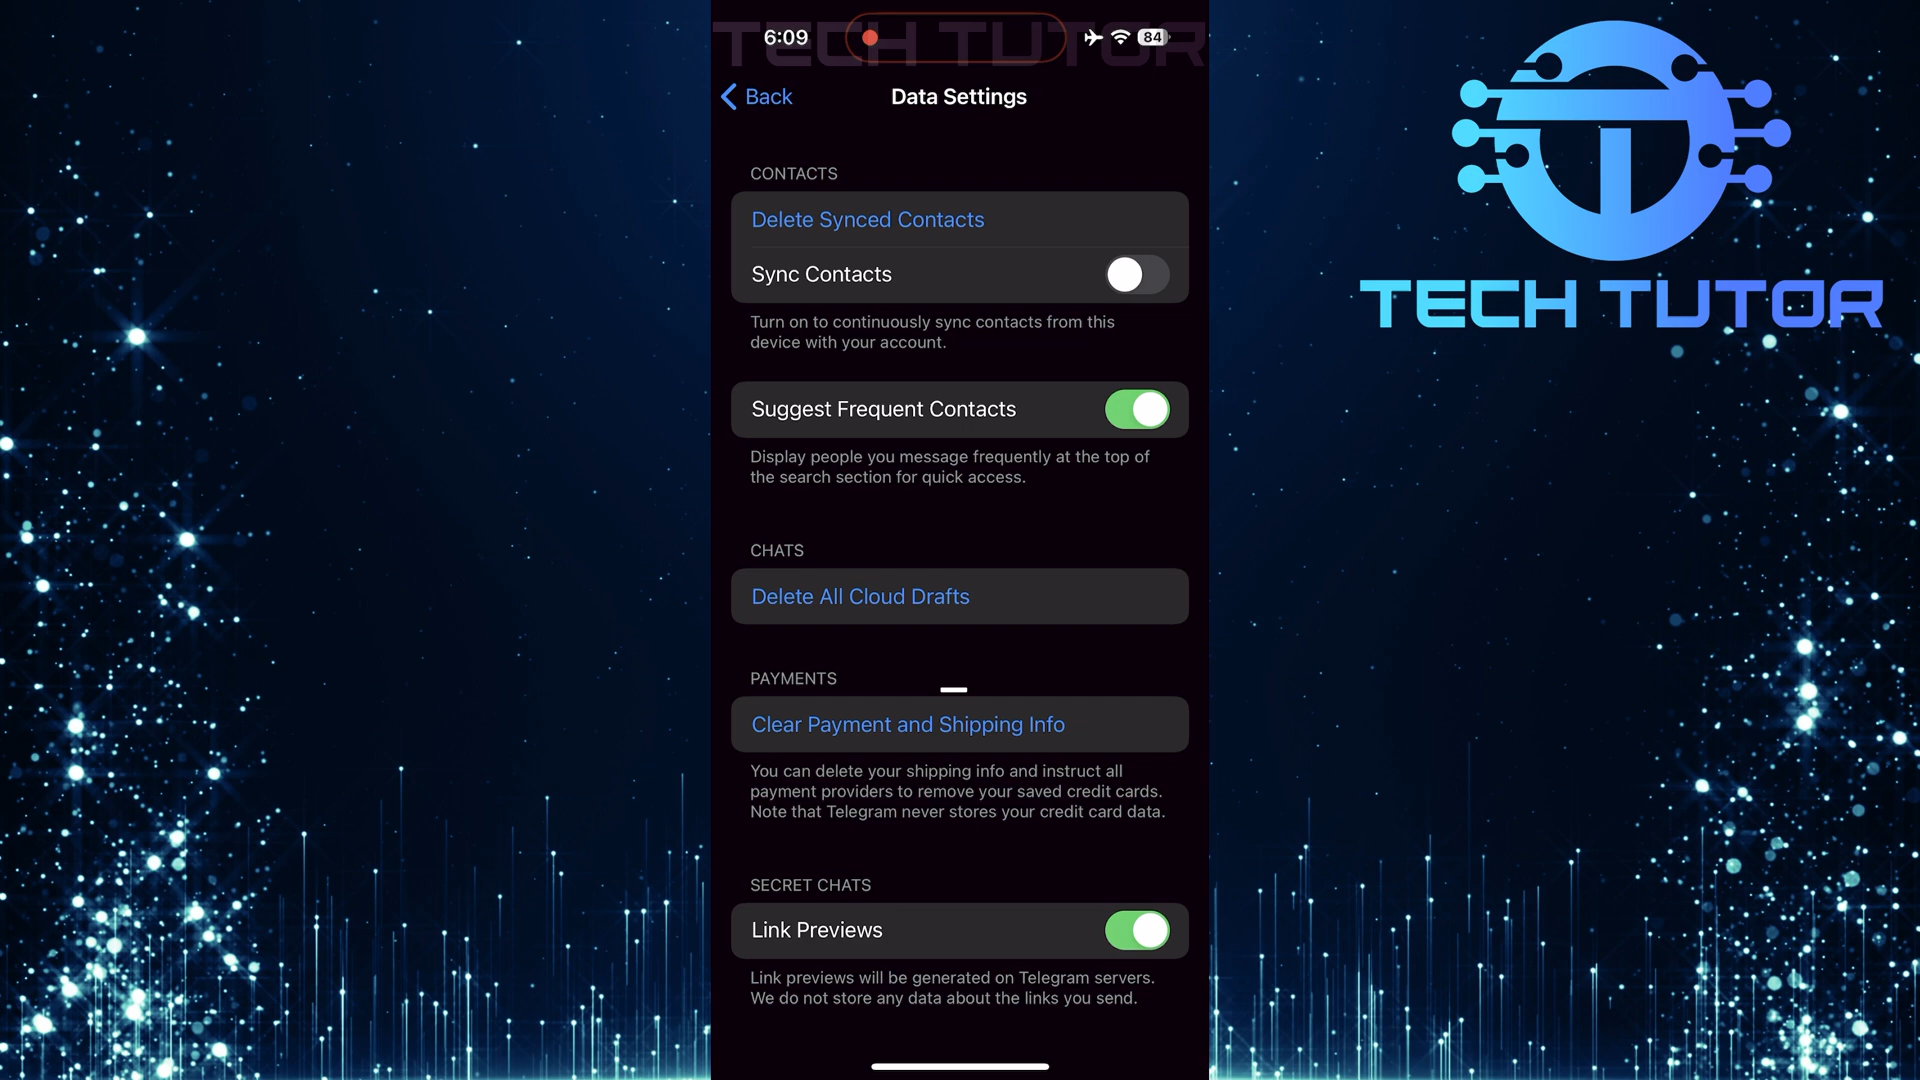 TECH TUTOR
6:09
84
Back
Data Settings
CONTACTS
Delete Synced Contacts
Sync Contacts
Turn on to continuously sync contacts from this
device with your account.
Suggest Frequent Contacts
Display people you message frequently at the top of
the search section for quick access.
CHATS
Delete All Cloud Drafts
PAYMENTS
Clear Payment and Shipping Info
You can delete your shipping info and instruct all
payment providers to remove your saved credit cards.
Note that Telegram never stores your credit card data.
SECRET CHATS
Link Previews
Link previews will be generated on Telegram servers.
We do not store any data about the links you send.
TECH TUTOR